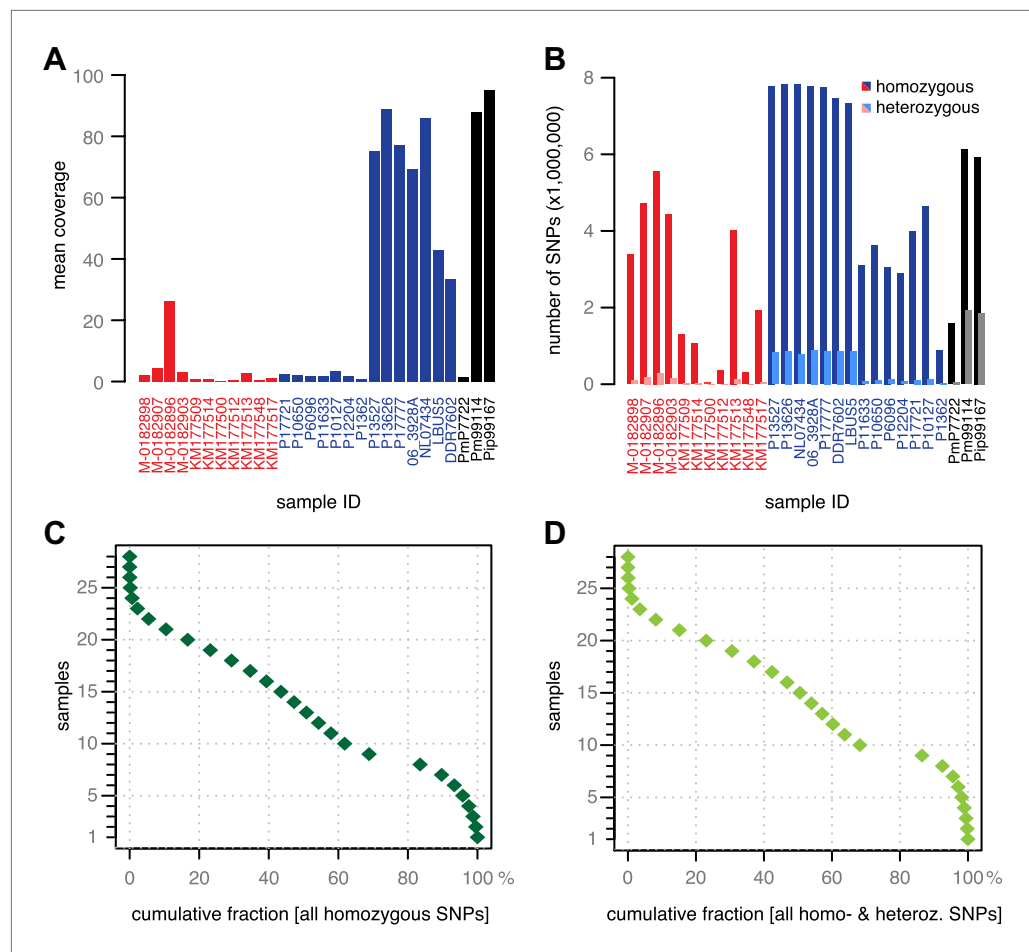 A
mean coverage
100
80
60
40
20
0
M-0182898
M-0182907
M-0182896
M-0182903
KM177509
KM177514
KM177500
KM177512
KM177513
KM177548
KM177517
P17721
P10650
P6096
P11633
P10127
P12204
P1362
P13527
P13626
P17777
06_3928A
NL07434
LBUS5
DDR7602
PmP7722
Pm99114
Pip99167
sample ID
B
number of SNPs (x1,000,000)
8
6
4
2
0
homozygous
heterozygous
M-0182898
M-0182907
M-0182896
M-0182903
KM177509
KM177514
KM177500
KM177512
KM177513
KM177548
KM177517
P13527
P13626
NL07434
06_3928A
P17777
DDR7602
LBUS5
P11633
P10650
P6096
P12204
P17721
P10127
P1362
PmP7722
Pm99114
Pip99167
sample ID
C
samples
25
20
15
10
5
1
0 20 40 60 80 100 %
cumulative fraction [all homozygous SNPs]
D
samples
25
20
15
10
5
1
0 20 40 60 80 100 %
cumulative fraction [all homo- & heteroz. SNPs]